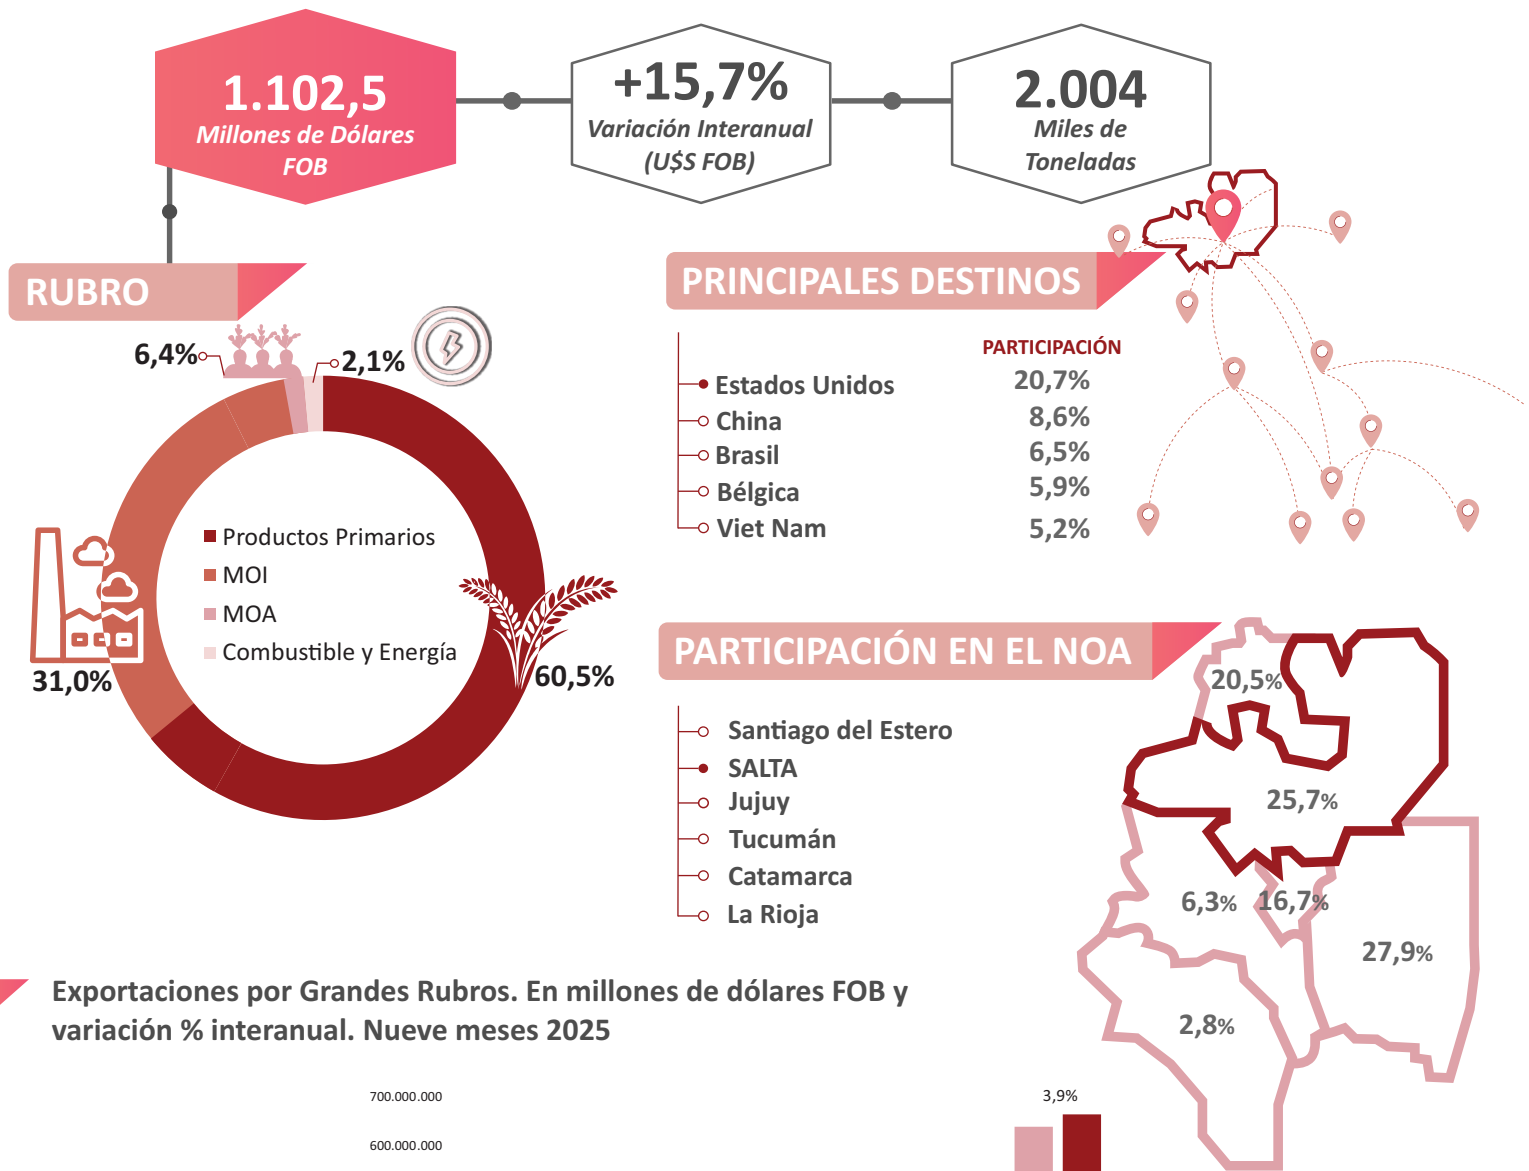 1.102,5
Millones de Dólares
FOB
+15,7%
Variación Interanual
(U$S FOB)
2.004
Miles de
Toneladas
RUBRO
6,4%
2,1%
Productos Primarios
MOI
MOA
Combustible y Energía
31,0%
60,5%
PRINCIPALES DESTINOS
PARTICIPACIÓN
Estados Unidos 20,7%
China 8,6%
Brasil 6,5%
Bélgica 5,9%
Viet Nam 5,2%
PARTICIPACIÓN EN EL NOA
Santiago del Estero
SALTA
Jujuy
Tucumán
Catamarca
La Rioja
20,5%
25,7%
6,3%
16,7%
27,9%
2,8%
Exportaciones por Grandes Rubros. En millones de dólares FOB y
variación % interanual. Nueve meses 2025
700.000.000
3,9%
600.000.000